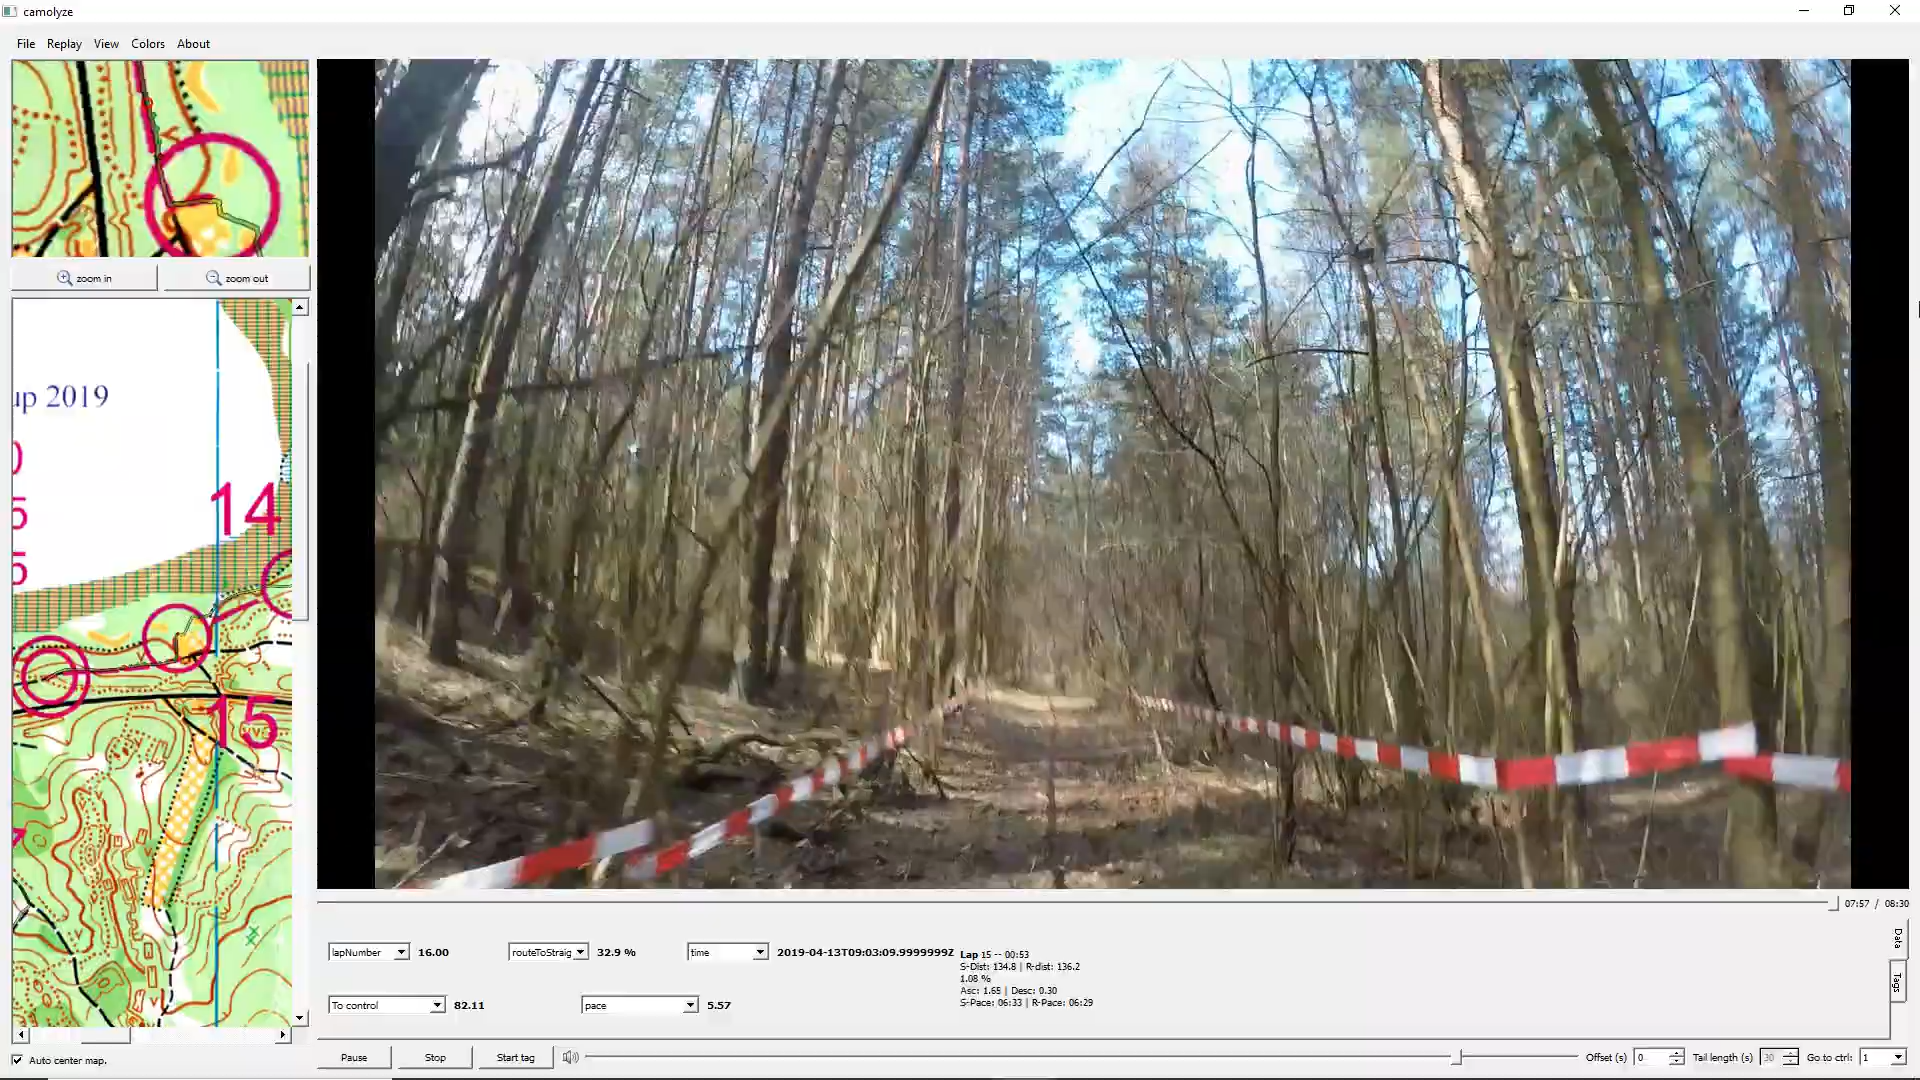 camolyze
File Replay View Colors About
zoom in zoom out
up 2019
0
5
5
14
15
7
07:57 / 08:30
Data
Tags
lapNumber 16.00 routeToStraig 32.9 % time 2019-04-13T09:03:09.9999999Z
To control 82.11 pace 5.57
Lap 15 -- 00:53
S-Dist: 134.8 | R-dist: 136.2
1.08 %
Asc: 1.65 | Desc: 0.30
S-Pace: 06:33 | R-Pace: 06:29
Auto center map.
Pause Stop Start tag Offset (s) 0 Tail length (s) 30 Go to ctrl: 1